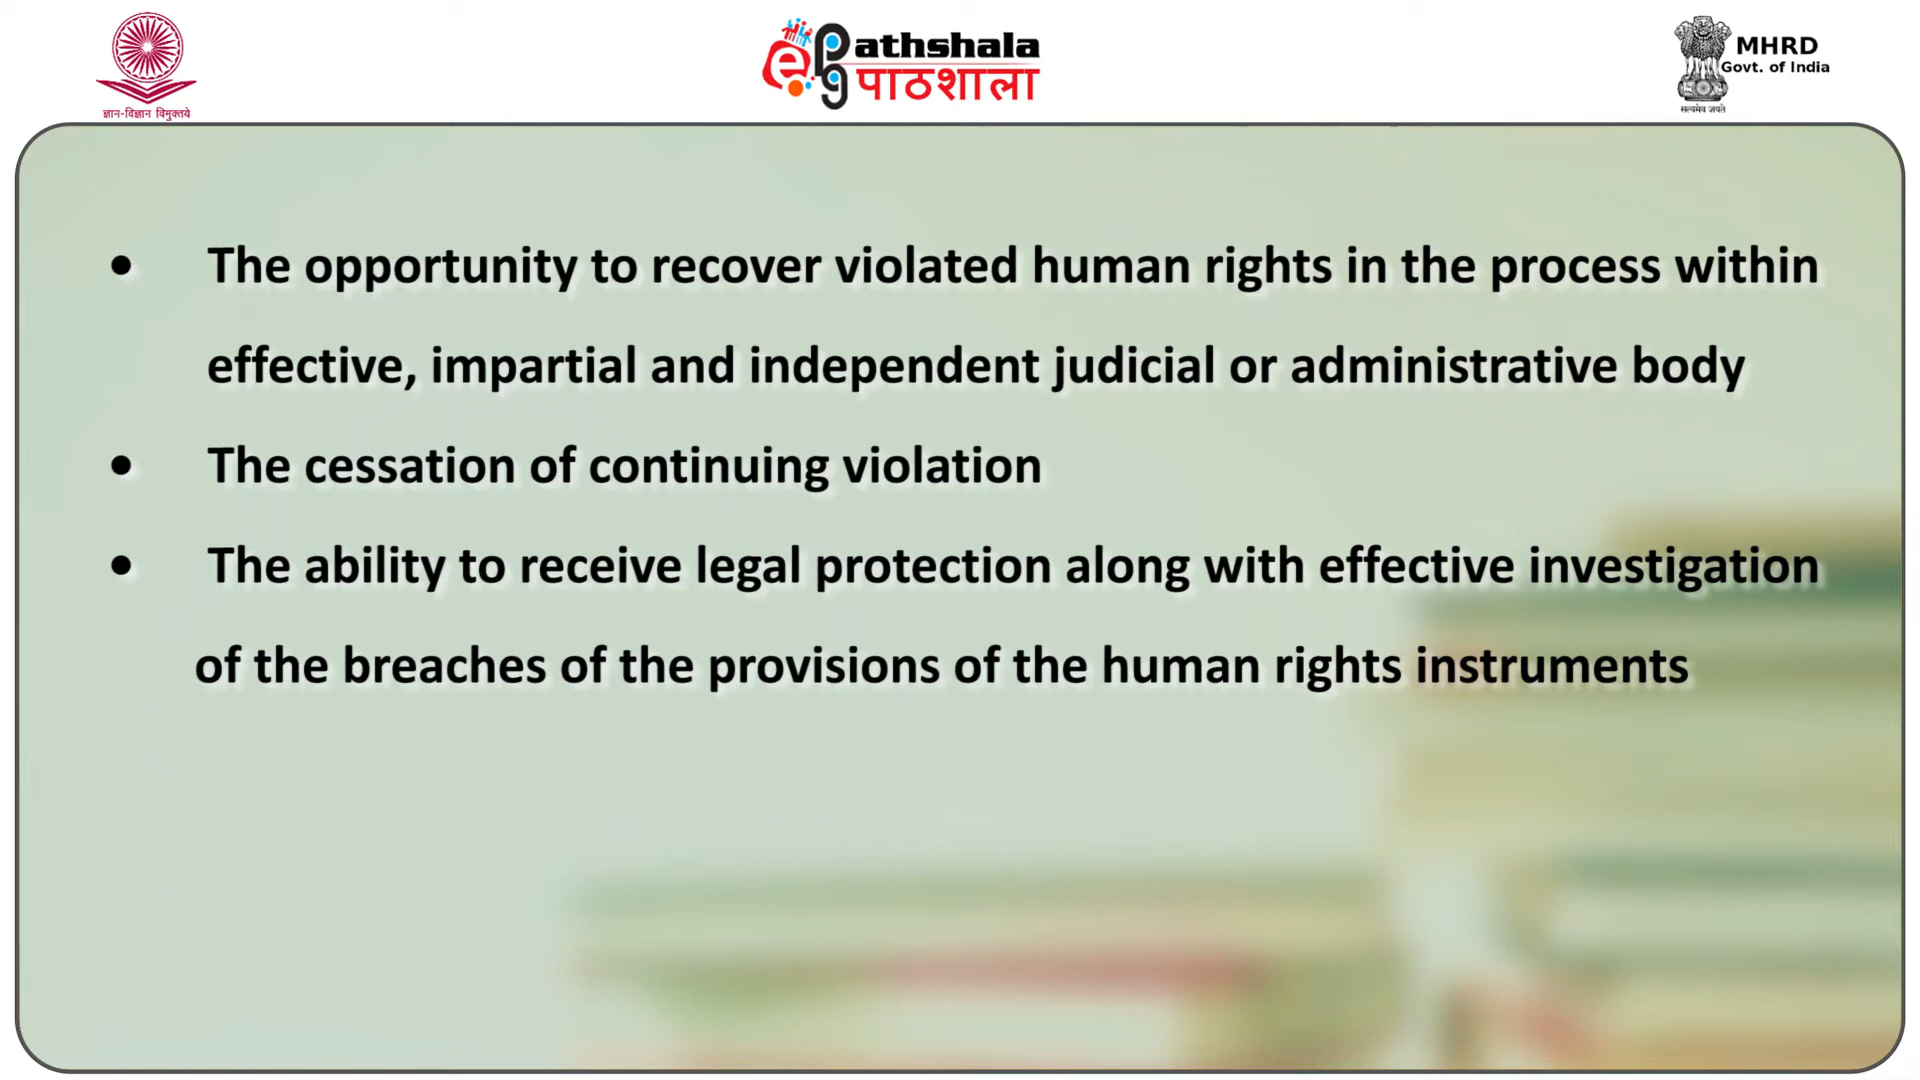 ज्ञान-विज्ञान विमुक्तये
e pg Pathshala
पाठशाला
MHRD
Govt. of India
सत्यमेव जयते
• The opportunity to recover violated human rights in the process within
effective, impartial and independent judicial or administrative body
• The cessation of continuing violation
• The ability to receive legal protection along with effective investigation
of the breaches of the provisions of the human rights instruments